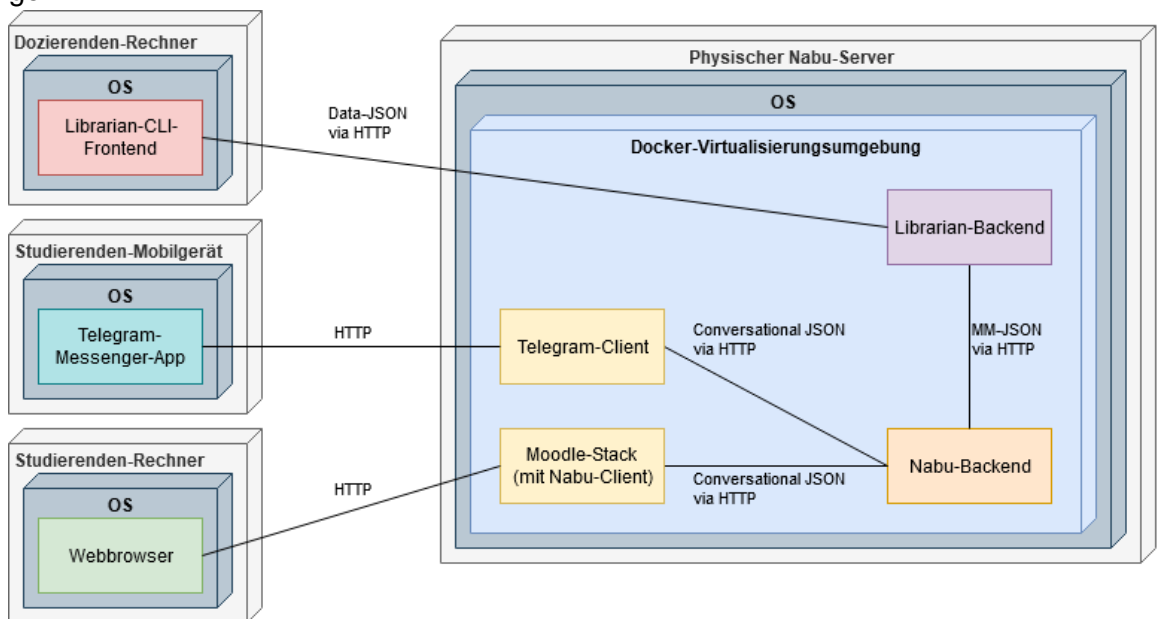 Dozierenden-Rechner
OS
Librarian-CLI-
Frontend
Data-JSON
via HTTP
Physischer Nabu-Server
OS
Docker-Virtualisierungsumgebung
Librarian-Backend
Studierenden-Mobilgerät
OS
Telegram-
Messenger-App
HTTP
Telegram-Client
Conversational JSON
via HTTP
MM-JSON
via HTTP
Studierenden-Rechner
OS
Webbrowser
HTTP
Moodle-Stack
(mit Nabu-Client)
Conversational JSON
via HTTP
Nabu-Backend